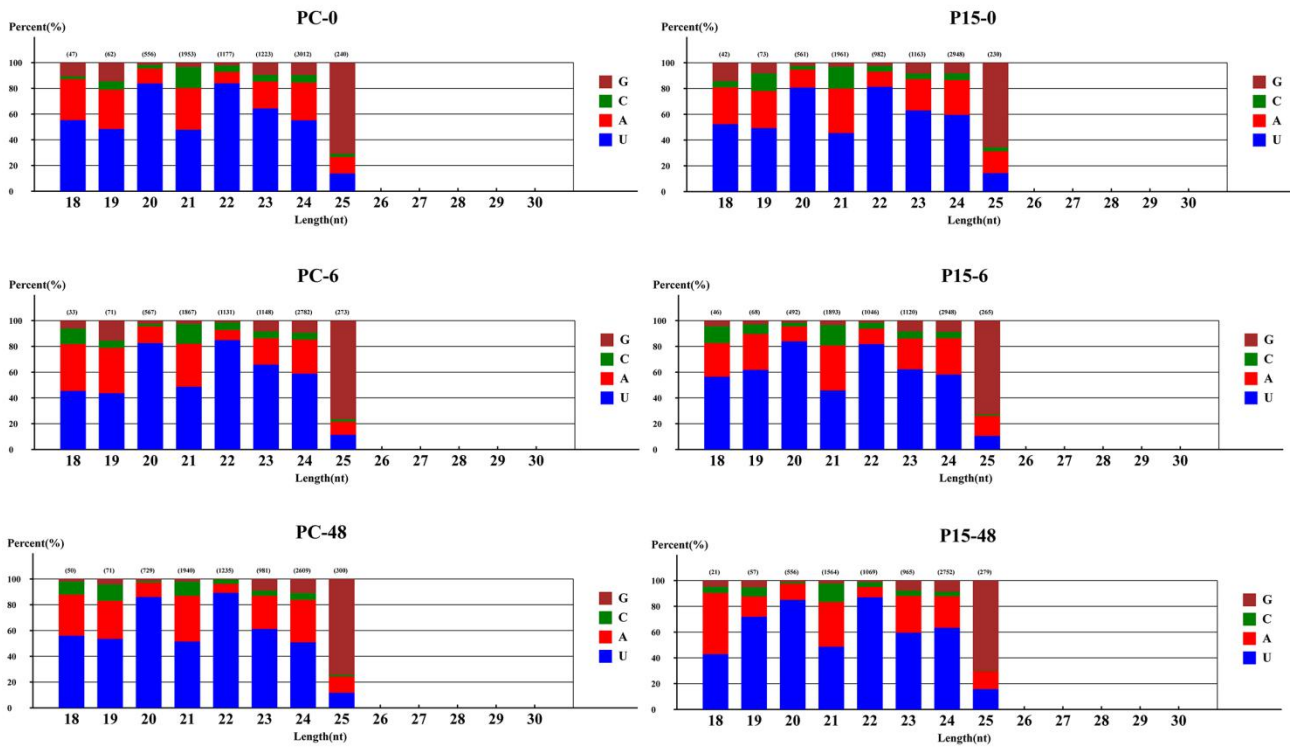 PC-0
Percent(%)
(47) (62) (556) (1953) (1177) (1223) (3012) (240)
100
80
60
40
20
0
G
C
A
U
18 19 20 21 22 23 24 25 26 27 28 29 30
Length(nt)
P15-0
Percent(%)
(42) (73) (561) (1961) (982) (1163) (2948) (230)
100
80
60
40
20
0
G
C
A
U
18 19 20 21 22 23 24 25 26 27 28 29 30
Length(nt)
PC-6
Percent(%)
(33) (71) (567) (1867) (1131) (1148) (2782) (273)
100
80
60
40
20
0
G
C
A
U
18 19 20 21 22 23 24 25 26 27 28 29 30
Length(nt)
P15-6
Percent(%)
(46) (68) (492) (1893) (1046) (1120) (2948) (265)
100
80
60
40
20
0
G
C
A
U
18 19 20 21 22 23 24 25 26 27 28 29 30
Length(nt)
PC-48
Percent(%)
(50) (71) (729) (1940) (1235) (981) (2609) (300)
100
80
60
40
20
0
G
C
A
U
18 19 20 21 22 23 24 25 26 27 28 29 30
Length(nt)
P15-48
Percent(%)
(21) (57) (556) (1564) (1069) (965) (2752) (279)
100
80
60
40
20
0
G
C
A
U
18 19 20 21 22 23 24 25 26 27 28 29 30
Length(nt)